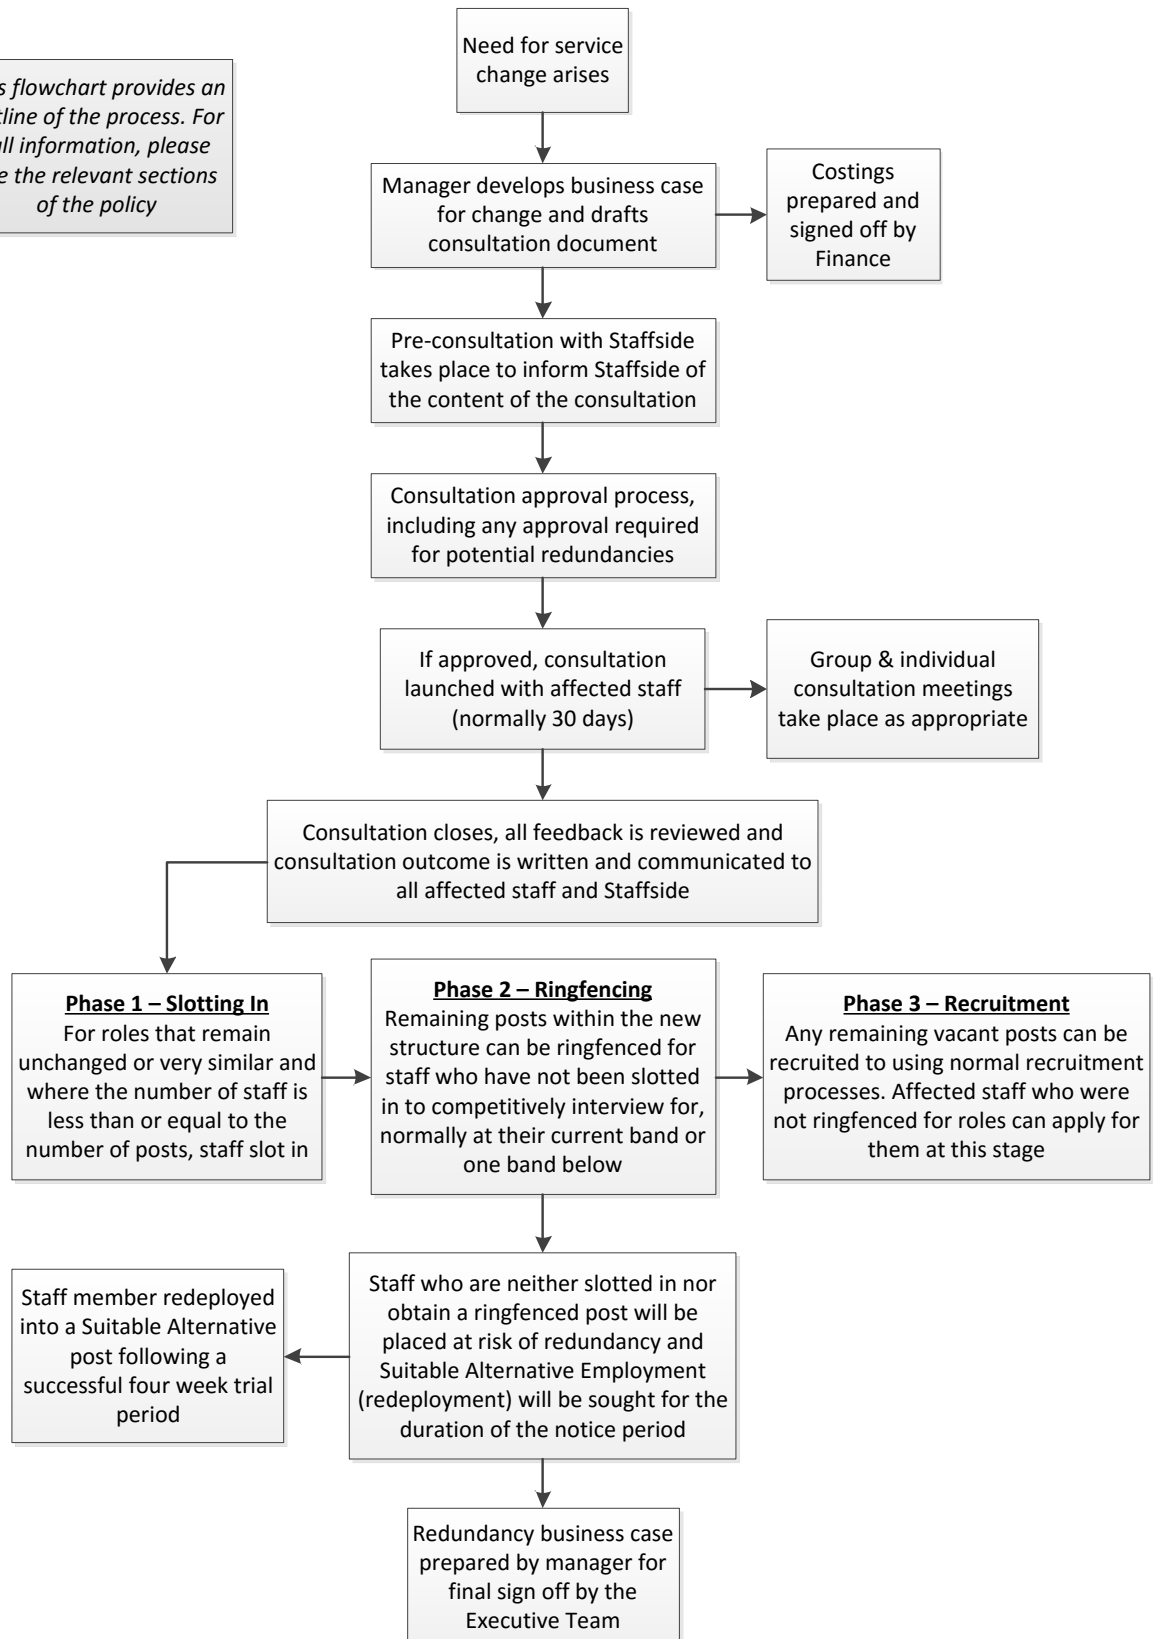 Need for service
change arises
s flowchart provides an
tline of the process. For
ll information, please
e the relevant sections
of the policy
Manager develops business case
for change and drafts
consultation document
Costings
prepared and
signed off by
Finance
Pre-consultation with Staffside
takes place to inform Staffside of
the content of the consultation
Consultation approval process,
including any approval required
for potential redundancies
If approved, consultation
launched with affected staff
(normally 30 days)
Group & individual
consultation meetings
take place as appropriate
Consultation closes, all feedback is reviewed and
consultation outcome is written and communicated to
all affected staff and Staffside
Phase 1 – Slotting In
For roles that remain
unchanged or very similar and
where the number of staff is
less than or equal to the
number of posts, staff slot in
Phase 2 – Ringfencing
Remaining posts within the new
structure can be ringfenced for
staff who have not been slotted
in to competitively interview for,
normally at their current band or
one band below
Phase 3 – Recruitment
Any remaining vacant posts can be
recruited to using normal recruitment
processes. Affected staff who were
not ringfenced for roles can apply for
them at this stage
Staff member redeployed
into a Suitable Alternative
post following a
successful four week trial
period
Staff who are neither slotted in nor
obtain a ringfenced post will be
placed at risk of redundancy and
Suitable Alternative Employment
(redeployment) will be sought for the
duration of the notice period
Redundancy business case
prepared by manager for
final sign off by the
Executive Team